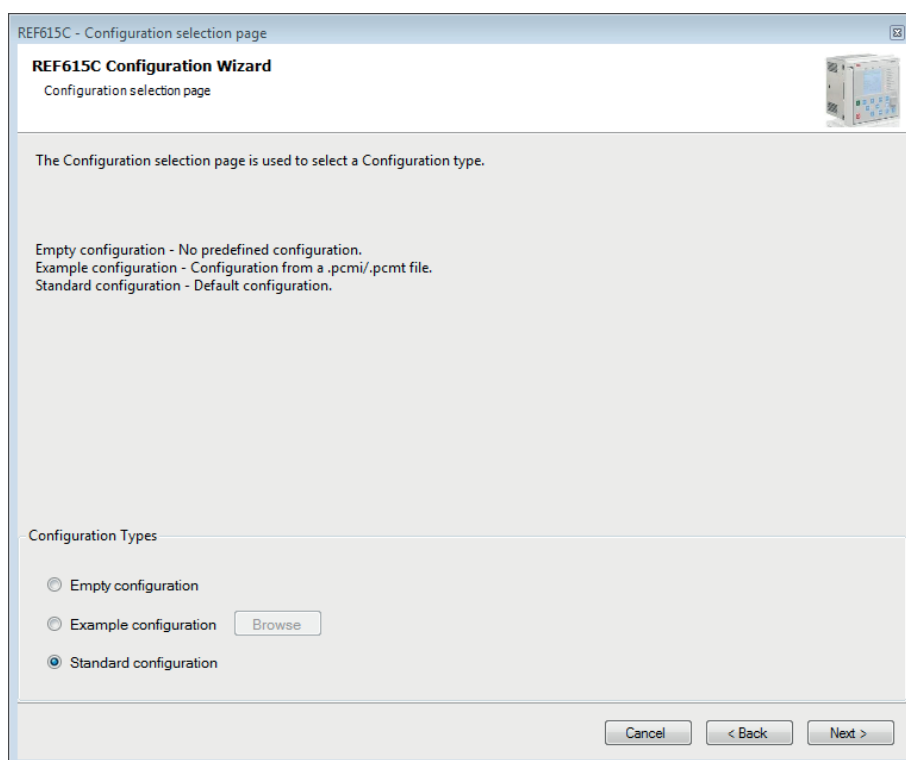 REF615C - Configuration selection page
REF615C Configuration Wizard
Configuration selection page
The Configuration selection page is used to select a Configuration type.
Empty configuration - No predefined configuration.
Example configuration - Configuration from a .pcmi/.pcmt file.
Standard configuration - Default configuration.
Configuration Types
Empty configuration
Example configuration Browse
Standard configuration
Cancel < Back Next >